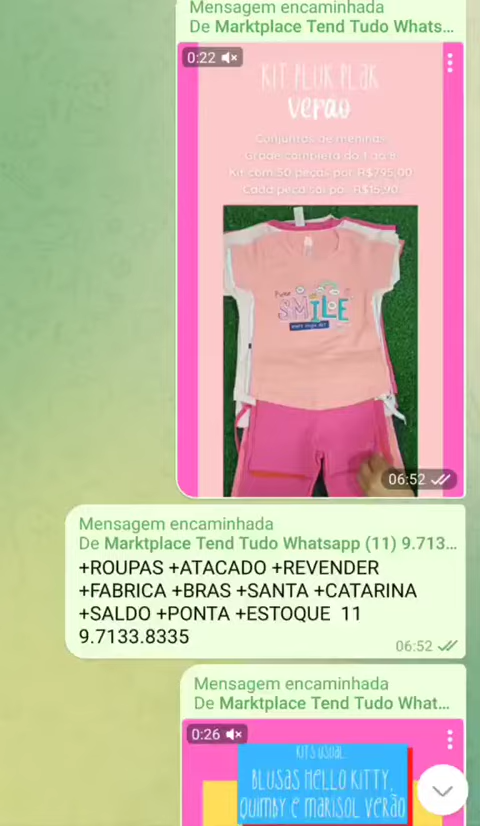 Mensagem encaminhada
De Marktplace Tend Tudo Whats...
0:22
KIT PLUK PLAK
verão
Conjuntos de meninas
Grade completa do 1 ao 8
Kit com 50 peças por R$795,00
Cada peça sai por R$15,90
SMILE
06:52
Mensagem encaminhada
De Marktplace Tend Tudo Whatsapp (11) 9.713...
+ROUPAS +ATACADO +REVENDER
+FABRICA +BRAS +SANTA +CATARINA
+SALDO +PONTA +ESTOQUE 11
9.7133.8335
06:52
Mensagem encaminhada
De Marktplace Tend Tudo What...
0:26
KITS USUAL
BLUSAS HELLO KITTY,
QUIMBY E MARISOL VERÃO